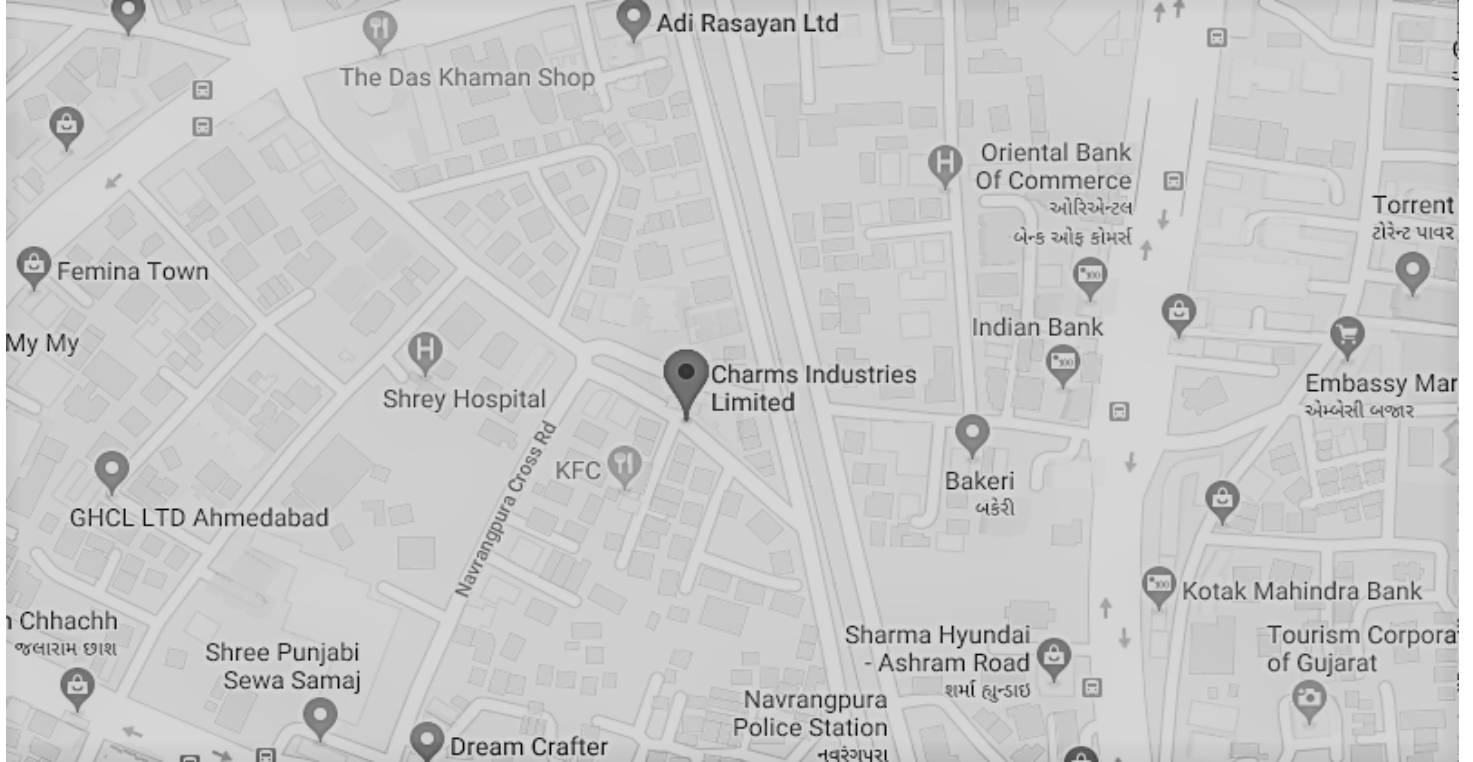 Adi Rasayan Ltd
The Das Khaman Shop
Oriental Bank
Of Commerce
ઓરિએન્ટલ
બેન્ક ઓફ કોમર્સ
Torrent
ટોરેન્ટ પાવર
Femina Town
My My
Indian Bank
Shrey Hospital
Charms Industries
Limited
Embassy Mar
એમ્બેસી બજાર
Navrangpura Cross Rd
KFC
Bakeri
બકેરી
GHCL LTD Ahmedabad
Kotak Mahindra Bank
Chhachh
જલારામ છાશ
Shree Punjabi
Sewa Samaj
Sharma Hyundai
- Ashram Road
શર્મા હ્યુન્ડાઇ
Tourism Corpora
of Gujarat
Navrangpura
Police Station
નવરંગપુરા
Dream Crafter